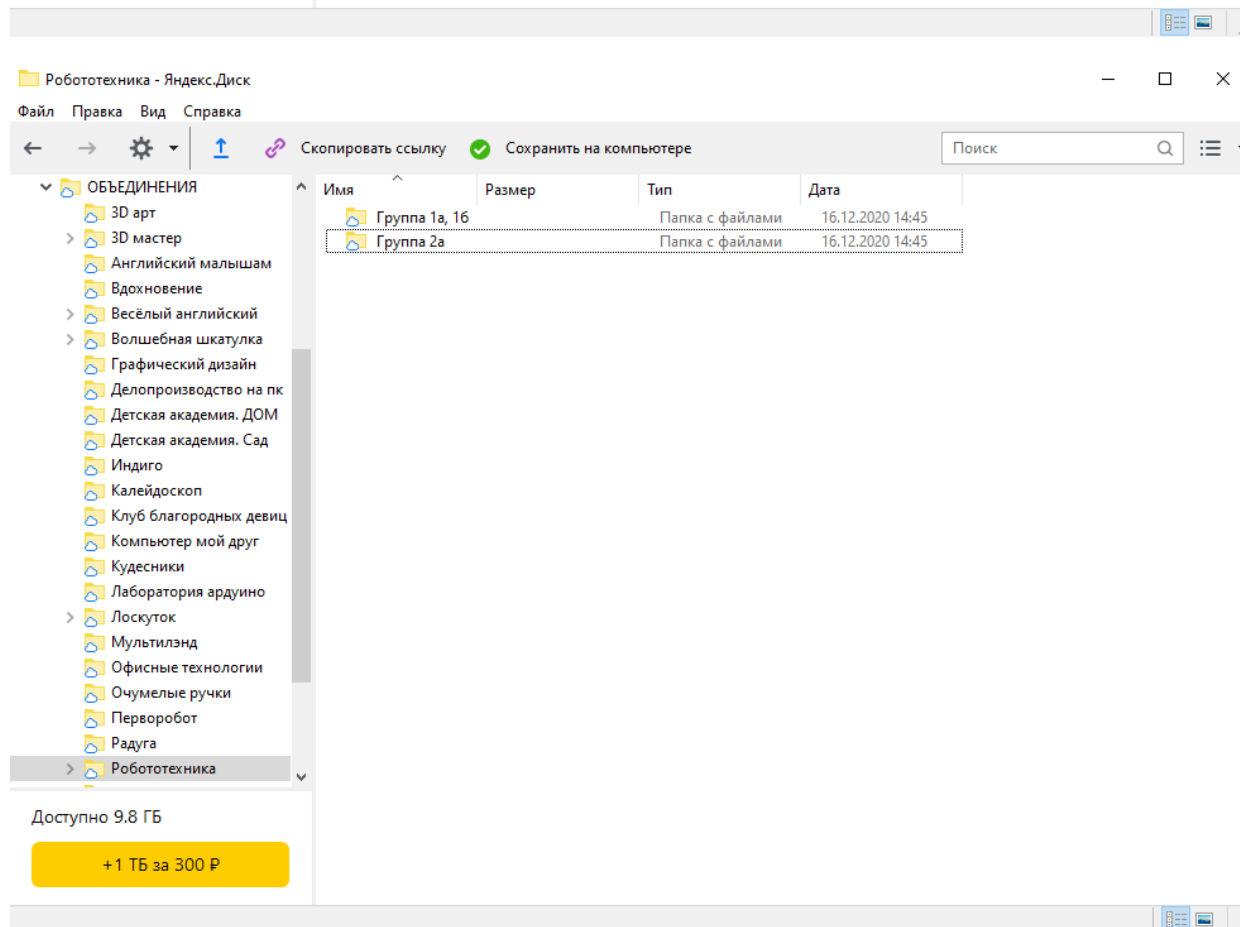 Робототехника - Яндекс.Диск
Файл Правка Вид Справка
Скопировать ссылку Сохранить на компьютере Поиск
ОБЪЕДИНЕНИЯ
3D арт
3D мастер
Английский малышам
Вдохновение
Весёлый английский
Волшебная шкатулка
Графический дизайн
Делопроизводство на пк
Детская академия. ДОМ
Детская академия. Сад
Индиго
Калейдоскоп
Клуб благородных девиц
Компьютер мой друг
Кудесники
Лаборатория ардуино
Лоскуток
Мультилэнд
Офисные технологии
Очумелые ручки
Перворобот
Радуга
Робототехника
Доступно 9.8 ГБ
+1 ТБ за 300 ₽
Имя Размер Тип Дата
Группа 1а, 1б Папка с файлами 16.12.2020 14:45
Группа 2а Папка с файлами 16.12.2020 14:45